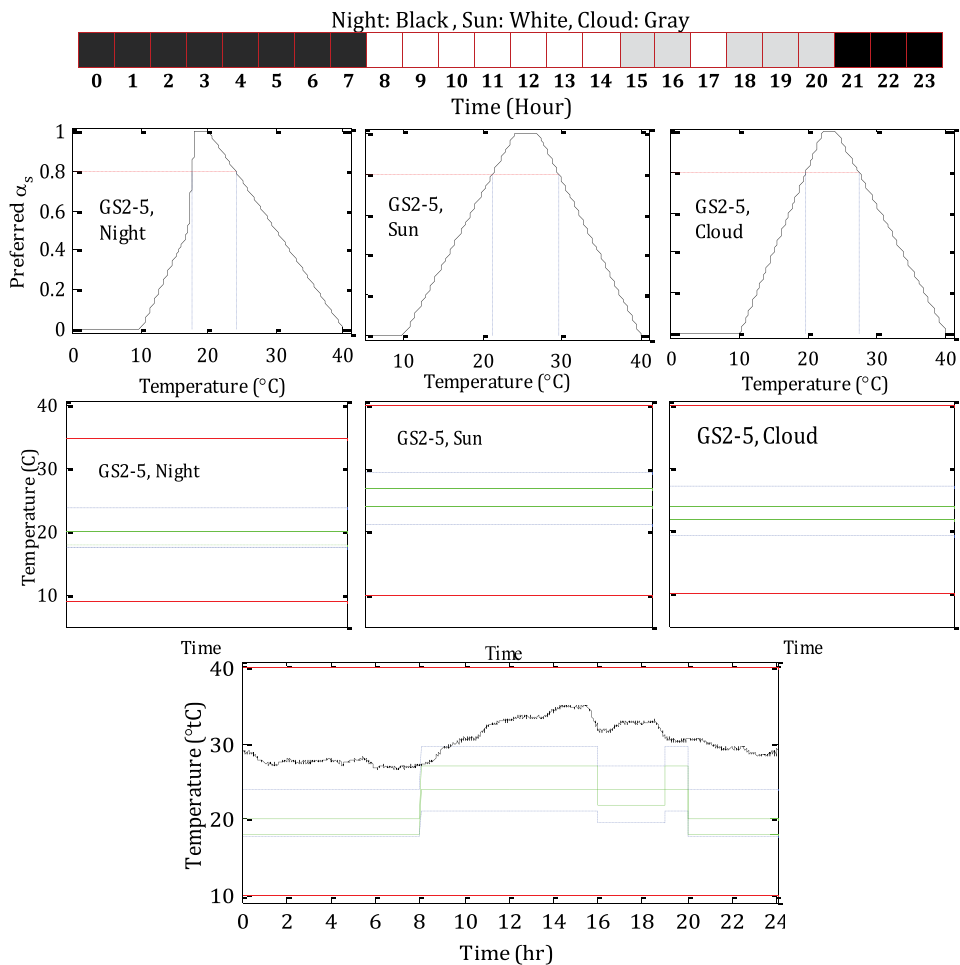 Night: Black , Sun: White, Cloud: Gray
0 1 2 3 4 5 6 7 8 9 10 11 12 13 14 15 16 17 18 19 20 21 22 23
Time (Hour)
Preferred αs
1
0.8
0.6
0.4
0.2
0
GS2-5,
Night
GS2-5,
Sun
GS2-5,
Cloud
0 10 20 30 40
10 20 30 40
0 10 20 30 40
Temperature (°C)
Temperature (°C)
Temperature (°C)
Temperature (C)
40
30
20
10
GS2-5, Night
GS2-5, Sun
GS2-5, Cloud
Time
Time
Time
Temperature (°tC)
40
30
20
10
0 2 4 6 8 10 12 14 16 18 20 22 24
Time (hr)